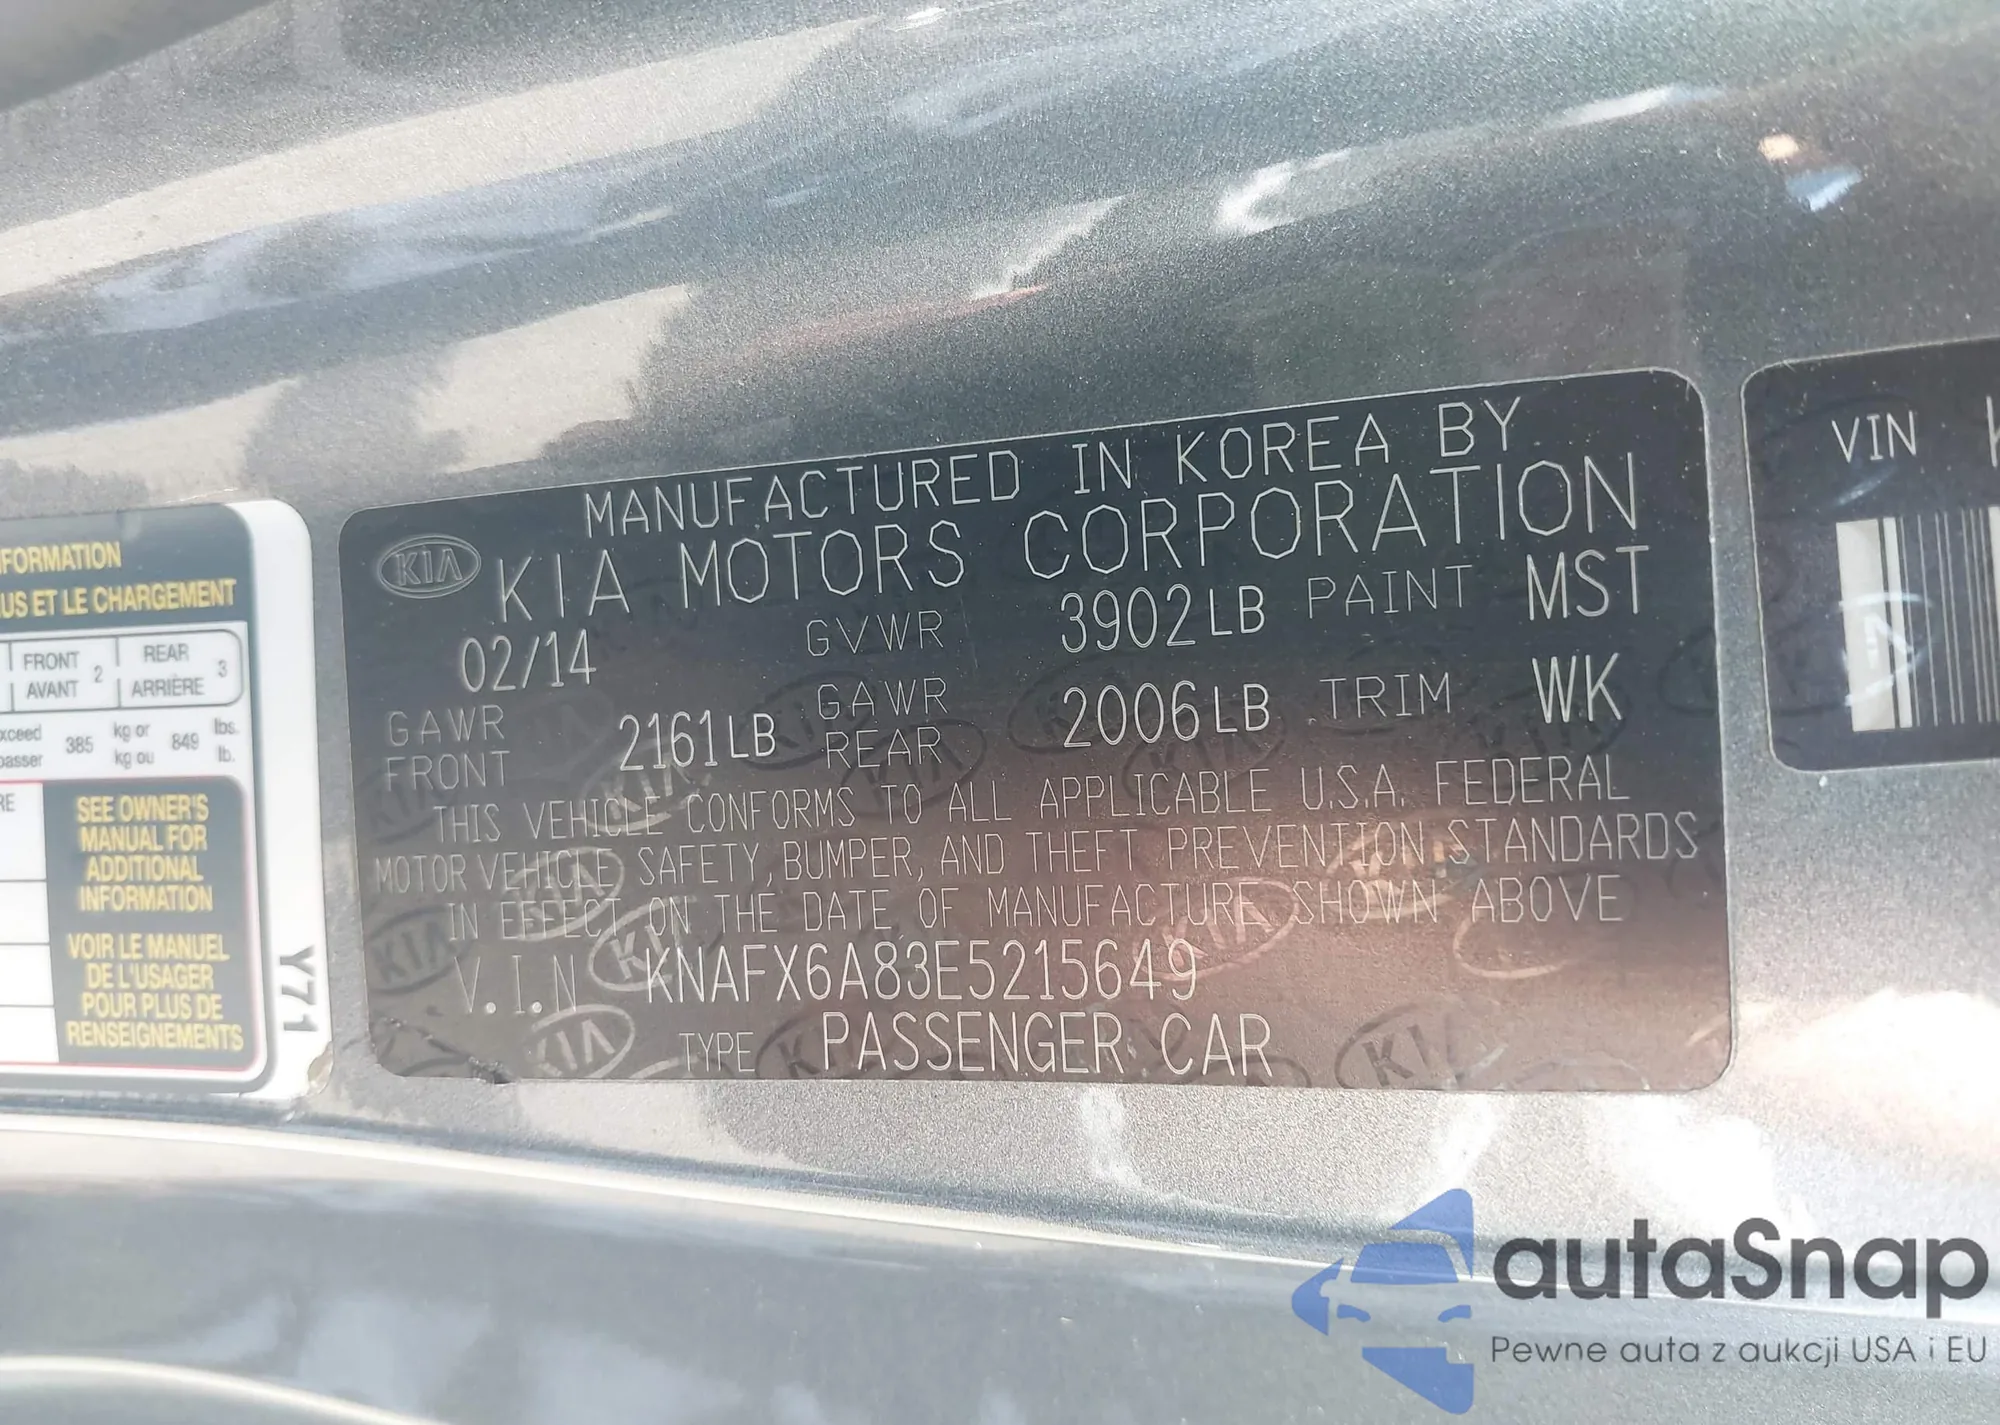 MANUFACTURED IN KOREA BY
KIA
KIA MOTORS CORPORATION
02/14 GVWR 3902LB PAINT MST
GAWR FRONT 2161LB GAWR REAR 2006LB TRIM WK
THIS VEHICLE CONFORMS TO ALL APPLICABLE U.S.A. FEDERAL
MOTOR VEHICLE SAFETY, BUMPER, AND THEFT PREVENTION STANDARDS
IN EFFECT ON THE DATE OF MANUFACTURE SHOWN ABOVE
V.I.N KNAFX6A83E5215649
TYPE PASSENGER CAR
ET LE CHARGEMENT
FRONT 2 REAR 3
AVANT ARRIÈRE
385 kg or 849 lbs.
kg ou lb.
SEE OWNER'S
MANUAL FOR
ADDITIONAL
INFORMATION
VOIR LE MANUEL
DE L'USAGER
POUR PLUS DE
RENSEIGNEMENTS
Y71
VIN
autaSnap
Pewne auta z aukcji USA i EU